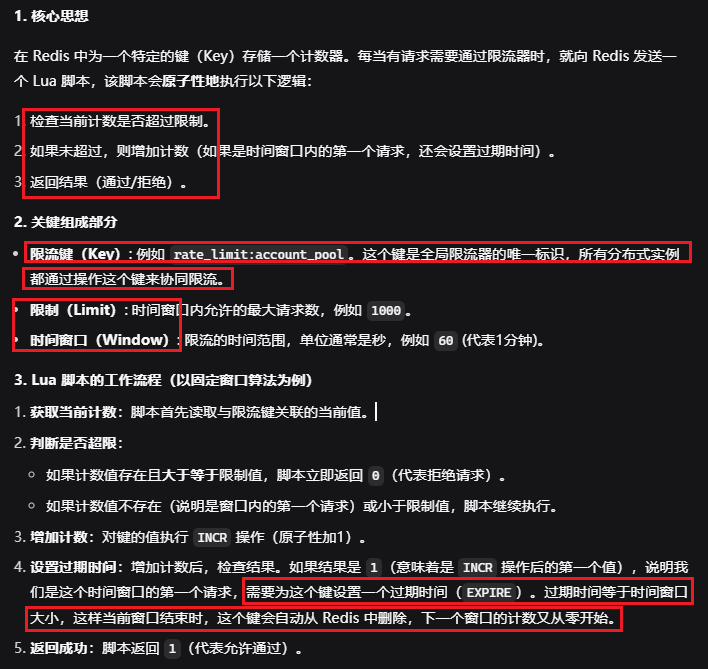 1. 核心思想
在 Redis 中为一个特定的键（Key）存储一个计数器。每当有请求需要通过限流器时，就向 Redis 发送一
个 Lua 脚本，该脚本会原子性地执行以下逻辑：
1. 检查当前计数是否超过限制。
2. 如果未超过，则增加计数（如果是时间窗口内的第一个请求，还会设置过期时间）。
3. 返回结果（通过/拒绝）。
2. 关键组成部分
• 限流键（Key）: 例如 rate_limit:account_pool。这个键是全局限流器的唯一标识，所有分布式实例
都通过操作这个键来协同限流。
• 限制（Limit）: 时间窗口内允许的最大请求数，例如 1000。
• 时间窗口（Window）: 限流的时间范围，单位通常是秒，例如 60 (代表1分钟)。
3. Lua 脚本的工作流程（以固定窗口算法为例）
1. 获取当前计数：脚本首先读取与限流键关联的当前值。
2. 判断是否超限：
○ 如果计数值存在且大于等于限制值，脚本立即返回 0（代表拒绝请求）。
○ 如果计数值不存在（说明是窗口内的第一个请求）或小于限制值，脚本继续执行。
3. 增加计数：对键的值执行 INCR 操作（原子性加1）。
4. 设置过期时间：增加计数后，检查结果。如果结果是 1（意味着是 INCR 操作后的第一个值），说明我
们是这个时间窗口的第一个请求，需要为这个键设置一个过期时间（EXPIRE）。过期时间等于时间窗口
大小，这样当前窗口结束时，这个键会自动从 Redis 中删除，下一个窗口的计数又从零开始。
5. 返回成功：脚本返回 1（代表允许通过）。